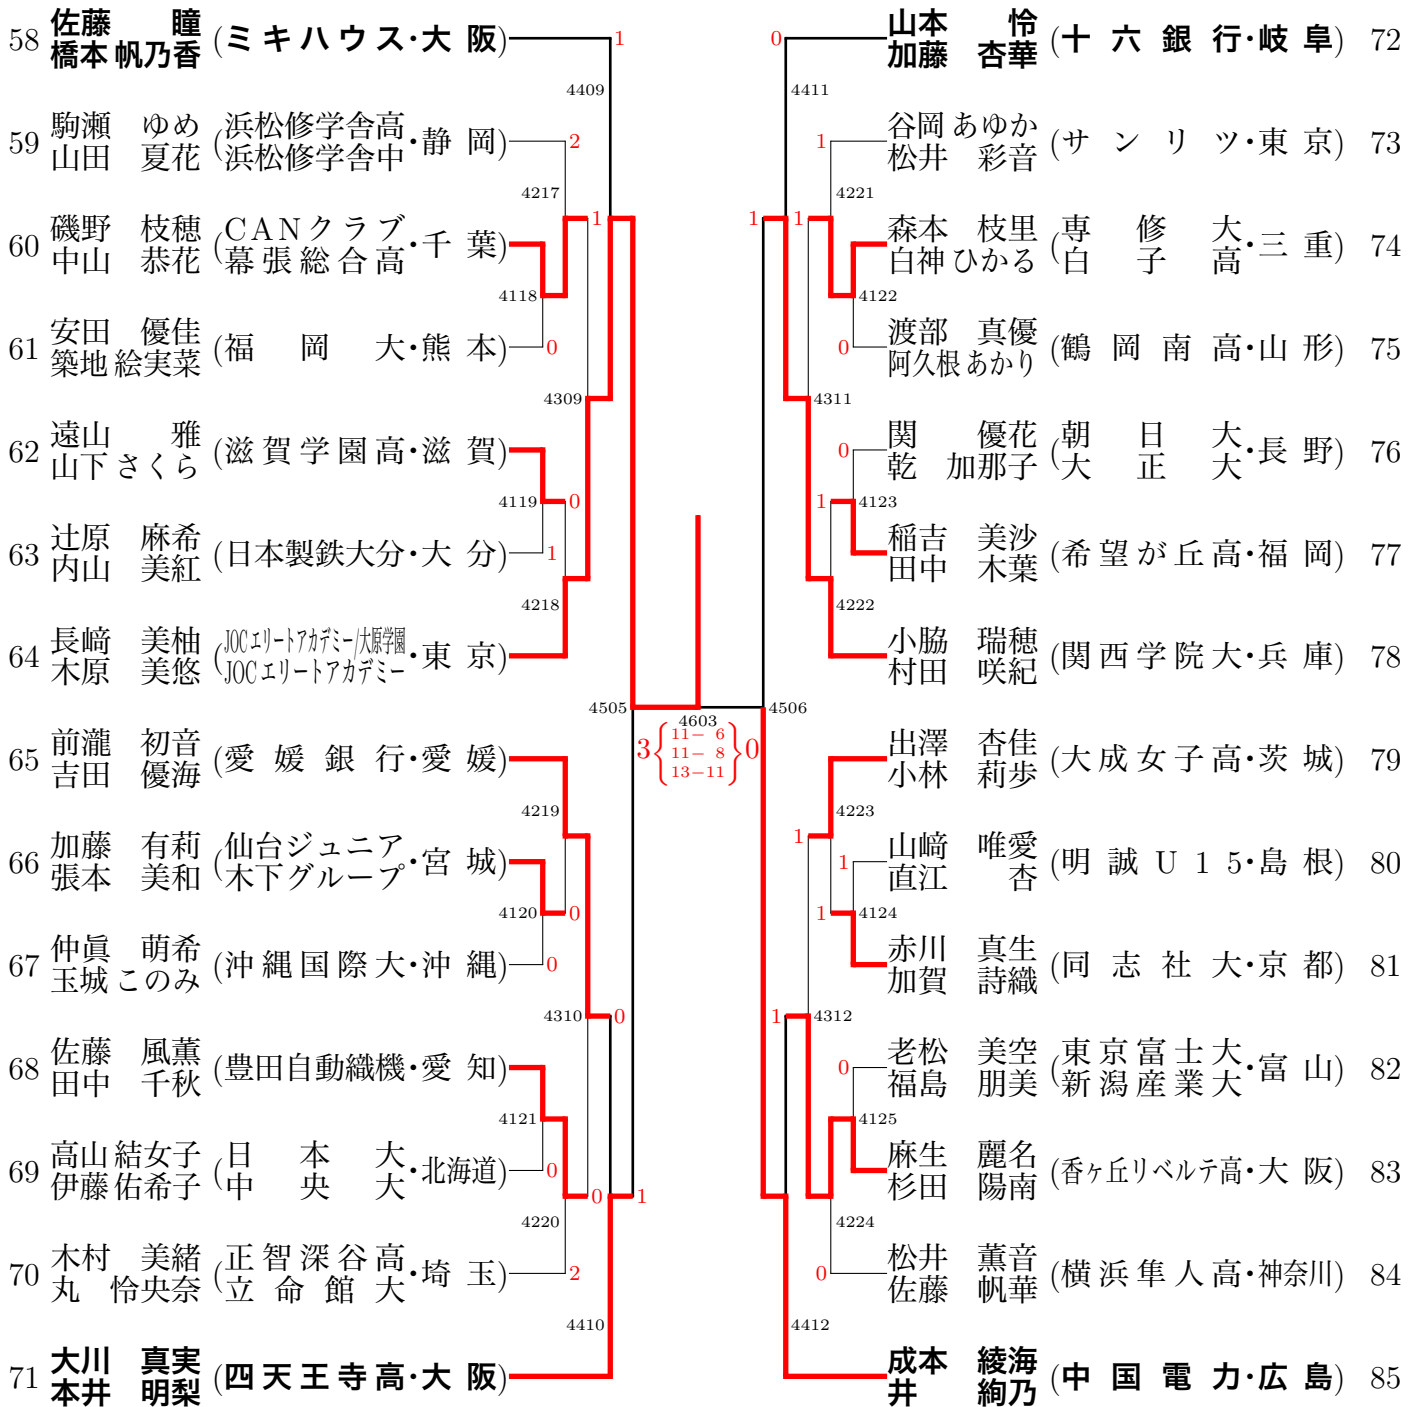 58 佐藤 瞳 橋本 帆乃香 (ミキハウス・大阪) 1
4409
59 駒瀬 ゆめ 山田 夏花 (浜松修学舎高 浜松修学舎中・静岡) 2
4217
60 磯野 枝穂 中山 恭花 (CANクラブ 幕張総合高・千葉) 1
4118
61 安田 優佳 築地 絵実菜 (福岡大・熊本) 0
4309
62 遠山 雅 山下 さくら (滋賀学園高・滋賀)
4119 0
63 辻原 麻希 内山 美紅 (日本製鉄大分・大分) 1
4218
64 長﨑 美柚 木原 美悠 (JOCエリートアカデミー/大原学園 JOCエリートアカデミー・東京)
4505
65 前瀧 初音 吉田 優海 (愛媛銀行・愛媛)
4219
66 加藤 有莉 張本 美和 (仙台ジュニア 木下グループ・宮城)
4120 0
67 仲眞 萌希 玉城 このみ (沖縄国際大・沖縄) 0
4310 0
68 佐藤 風薫 田中 千秋 (豊田自動織機・愛知)
4121
69 高山 結女子 伊藤 佑希子 (日本大 中央大・北海道) 0
0 1
4220
70 木村 美緒 丸 怜央奈 (正智深谷高 立命館大・埼玉) 2
4410
71 大川 真実 本井 明梨 (四天王寺高・大阪)
4603
3 { 11- 6
11- 8
13-11 } 0
0 山本 怜 加藤 杏華 (十六銀行・岐阜) 72
4411
1 谷岡 あゆか 松井 彩音 (サンリツ・東京) 73
4221
1 1 森本 枝里 白神 ひかる (専修大 白子高・三重) 74
4122
0 渡部 真優 阿久根 あかり (鶴岡南高・山形) 75
4311
0 関 優花 乾 加那子 (朝日大 大正大・長野) 76
1 4123
稲吉 美沙 田中 木葉 (希望が丘高・福岡) 77
4222
小脇 瑞穂 村田 咲紀 (関西学院大・兵庫) 78
4506
出澤 杏佳 小林 莉歩 (大成女子高・茨城) 79
4223
1
1 山﨑 唯愛 直江 杏 (明誠U15・島根) 80
1 4124
赤川 真生 加賀 詩織 (同志社大・京都) 81
1 4312
0 老松 美空 福島 朋美 (東京富士大 新潟産業大・富山) 82
4125
麻生 麗名 杉田 陽南 (香ヶ丘リベルテ高・大阪) 83
4224
0 松井 薫音 佐藤 帆華 (横浜隼人高・神奈川) 84
4412
成本 綾海 井 絢乃 (中国電力・広島) 85